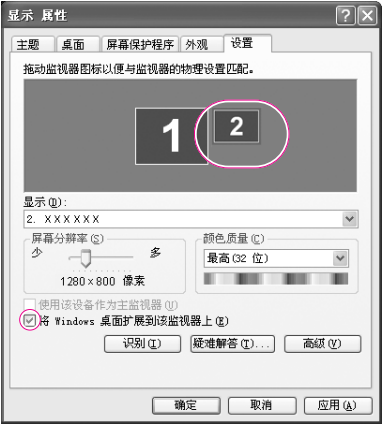 显示 属性
主题 桌面 屏幕保护程序 外观 设置
拖动监视器图标以便与监视器的物理设置匹配。
1 2
显示(D):
2. XXXXXX
屏幕分辨率(S) 颜色质量(C)
少 多 最高(32 位)
1280×800 像素
使用该设备作为主监视器(U)
将 Windows 桌面扩展到该监视器上(E)
识别(I) 疑难解答(T)... 高级(V)
确定 取消 应用(A)